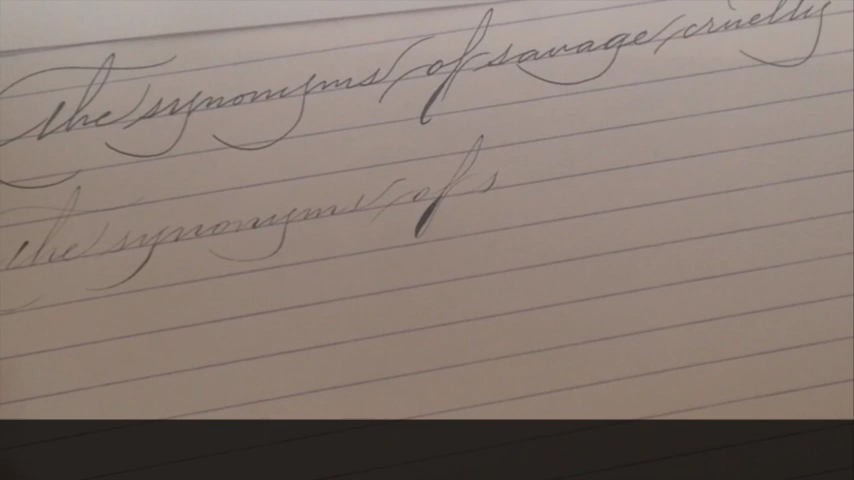 the synonyms of savage cruelty
the synonyms of s